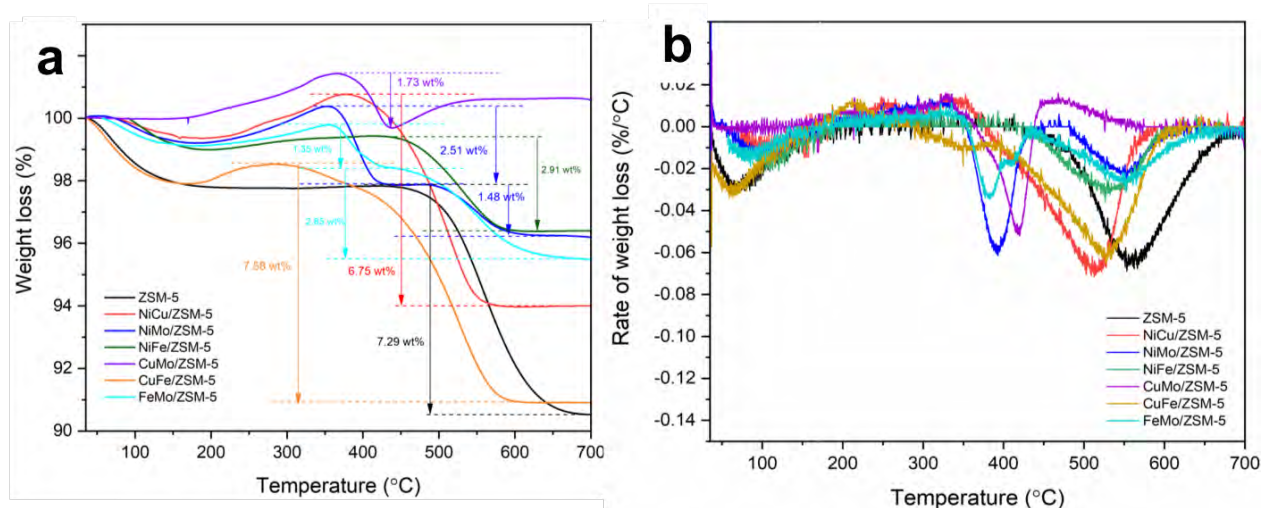 a
100
98
96
94
92
90
Weight loss (%)
1.73 wt%
2.51 wt%
2.91 wt%
1.35 wt%
1.48 wt%
2.85 wt%
7.58 wt%
6.75 wt%
7.29 wt%
ZSM-5
NiCu/ZSM-5
NiMo/ZSM-5
NiFe/ZSM-5
CuMo/ZSM-5
CuFe/ZSM-5
FeMo/ZSM-5
100 200 300 400 500 600 700
Temperature (°C)
b
0.02
0.00
-0.02
-0.04
-0.06
-0.08
-0.10
-0.12
-0.14
Rate of weight loss (%/°C)
ZSM-5
NiCu/ZSM-5
NiMo/ZSM-5
NiFe/ZSM-5
CuMo/ZSM-5
CuFe/ZSM-5
FeMo/ZSM-5
100 200 300 400 500 600 700
Temperature (°C)